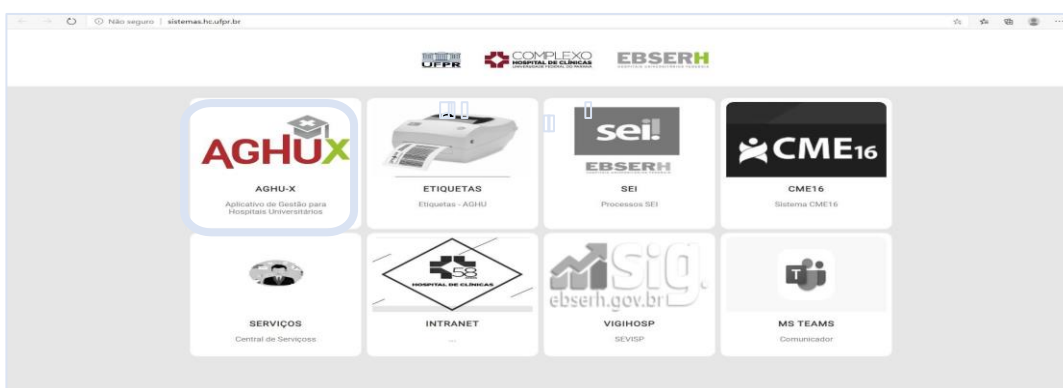 Não seguro | sistemas.hc.ufpr.br
UFPR
COMPLEXO
HOSPITAL DE CLÍNICAS
EBSERH
AGHUX
AGHU-X
Aplicativo de Gestão para
Hospitais Universitários
ETIQUETAS
Etiquetas - AGHU
sei!
EBSERH
SEI
Processos SEI
CME16
CME16
Sistema CME16
SERVIÇOS
Central de Serviçoss
58
HOSPITAL DE CLÍNICAS
INTRANET
...
Sig.
ebserh.gov.br
VIGIHOSP
SEVISP
T
MS TEAMS
Comunicador